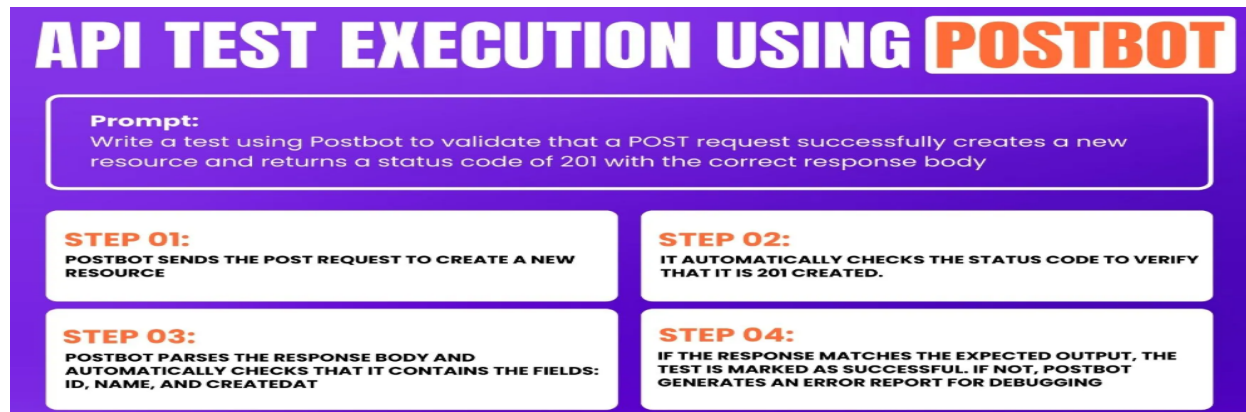 API TEST EXECUTION USING POSTBOT
Prompt:
Write a test using Postbot to validate that a POST request successfully creates a new
resource and returns a status code of 201 with the correct response body
STEP 01:
POSTBOT SENDS THE POST REQUEST TO CREATE A NEW
RESOURCE
STEP 02:
IT AUTOMATICALLY CHECKS THE STATUS CODE TO VERIFY
THAT IT IS 201 CREATED.
STEP 03:
POSTBOT PARSES THE RESPONSE BODY AND
AUTOMATICALLY CHECKS THAT IT CONTAINS THE FIELDS:
ID, NAME, AND CREATEDAT
STEP 04:
IF THE RESPONSE MATCHES THE EXPECTED OUTPUT, THE
TEST IS MARKED AS SUCCESSFUL. IF NOT, POSTBOT
GENERATES AN ERROR REPORT FOR DEBUGGING